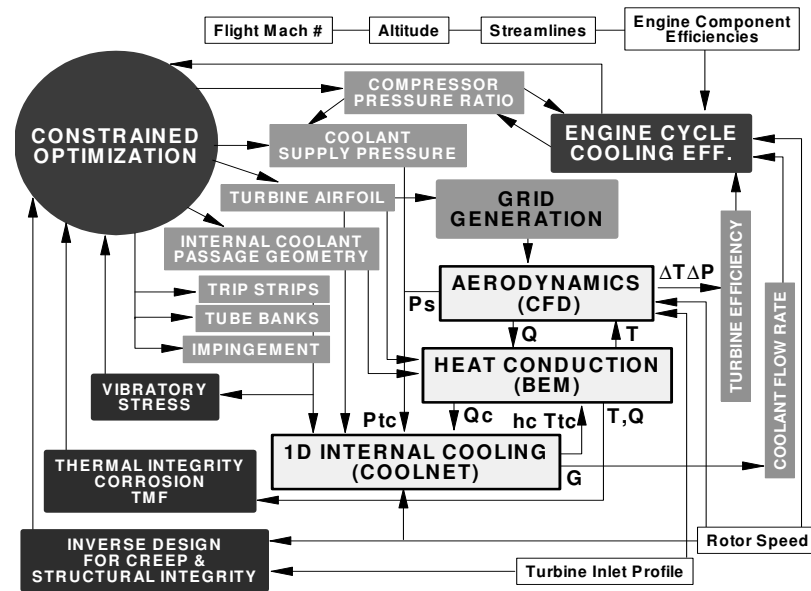 Flight Mach #
Altitude
Streamlines
Engine Component
Efficiencies
COMPRESSOR
PRESSURE RATIO
CONSTRAINED
OPTIMIZATION
COOLANT
SUPPLY PRESSURE
ENGINE CYCLE
COOLING EFF.
TURBINE AIRFOIL
GRID
GENERATION
INTERNAL COOLANT
PASSAGE GEOMETRY
TRIP STRIPS
TUBE BANKS
IMPINGEMENT
Ps
AERODYNAMICS
(CFD)
ΔTΔP
TURBINE EFFICIENCY
COOLANT FLOW RATE
Q
T
HEAT CONDUCTION
(BEM)
VIBRATORY
STRESS
Ptc
Qc
hc Ttc
T,Q
1D INTERNAL COOLING
(COOLNET)
G
THERMAL INTEGRITY
CORROSION
TMF
Rotor Speed
INVERSE DESIGN
FOR CREEP &
STRUCTURAL INTEGRITY
Turbine Inlet Profile